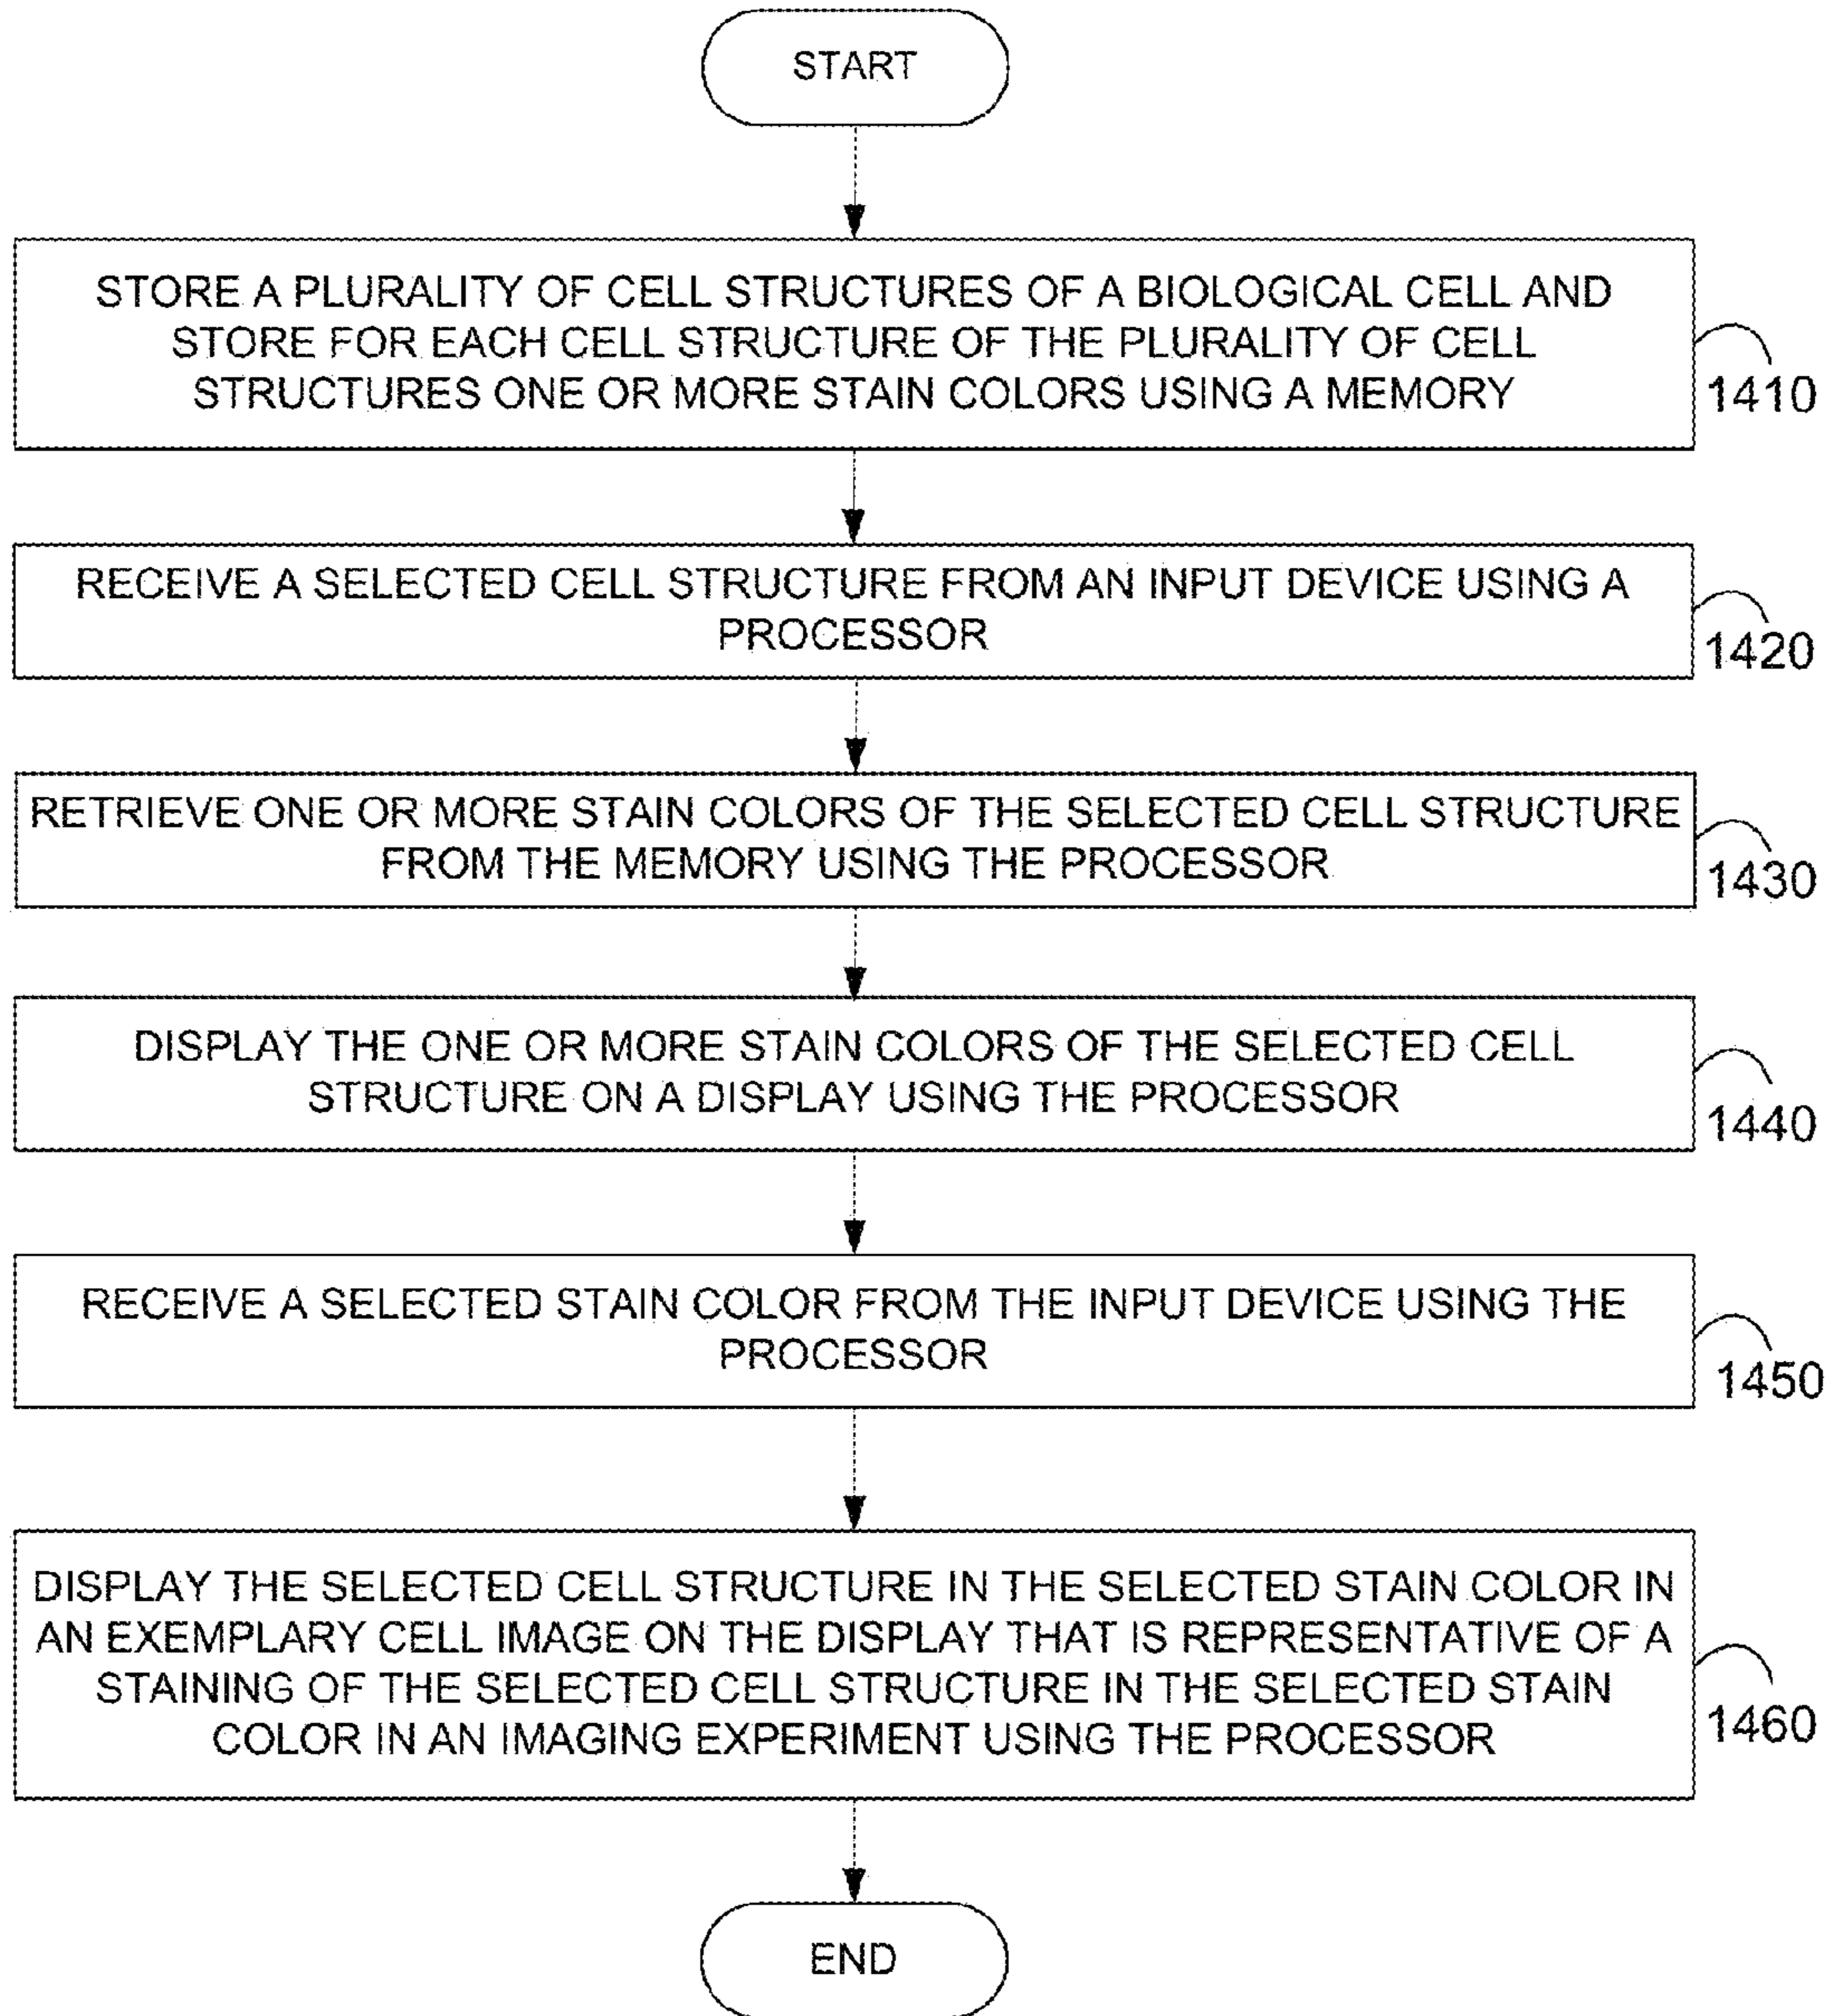 START
STORE A PLURALITY OF CELL STRUCTURES OF A BIOLOGICAL CELL AND
STORE FOR EACH CELL STRUCTURE OF THE PLURALITY OF CELL
STRUCTURES ONE OR MORE STAIN COLORS USING A MEMORY
1410
RECEIVE A SELECTED CELL STRUCTURE FROM AN INPUT DEVICE USING A
PROCESSOR
1420
RETRIEVE ONE OR MORE STAIN COLORS OF THE SELECTED CELL STRUCTURE
FROM THE MEMORY USING THE PROCESSOR
1430
DISPLAY THE ONE OR MORE STAIN COLORS OF THE SELECTED CELL
STRUCTURE ON A DISPLAY USING THE PROCESSOR
1440
RECEIVE A SELECTED STAIN COLOR FROM THE INPUT DEVICE USING THE
PROCESSOR
1450
DISPLAY THE SELECTED CELL STRUCTURE IN THE SELECTED STAIN COLOR IN
AN EXEMPLARY CELL IMAGE ON THE DISPLAY THAT IS REPRESENTATIVE OF A
STAINING OF THE SELECTED CELL STRUCTURE IN THE SELECTED STAIN
COLOR IN AN IMAGING EXPERIMENT USING THE PROCESSOR
1460
END